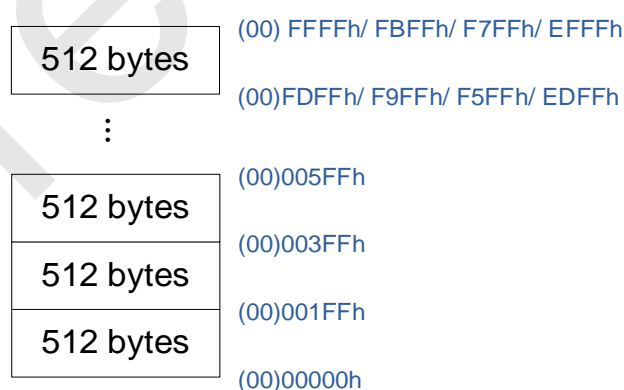 (00) FFFFh/ FBFFh/ F7FFh/ EFFFh
512 bytes
(00)FDFFh/ F9FFh/ F5FFh/ EDFFh
⋮
(00)005FFh
512 bytes
(00)003FFh
512 bytes
(00)001FFh
512 bytes
(00)00000h